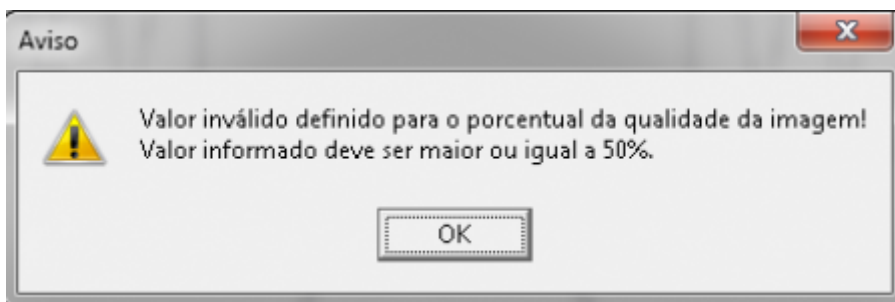 Aviso
Valor inválido definido para o porcentual da qualidade da imagem!
Valor informado deve ser maior ou igual a 50%.
OK